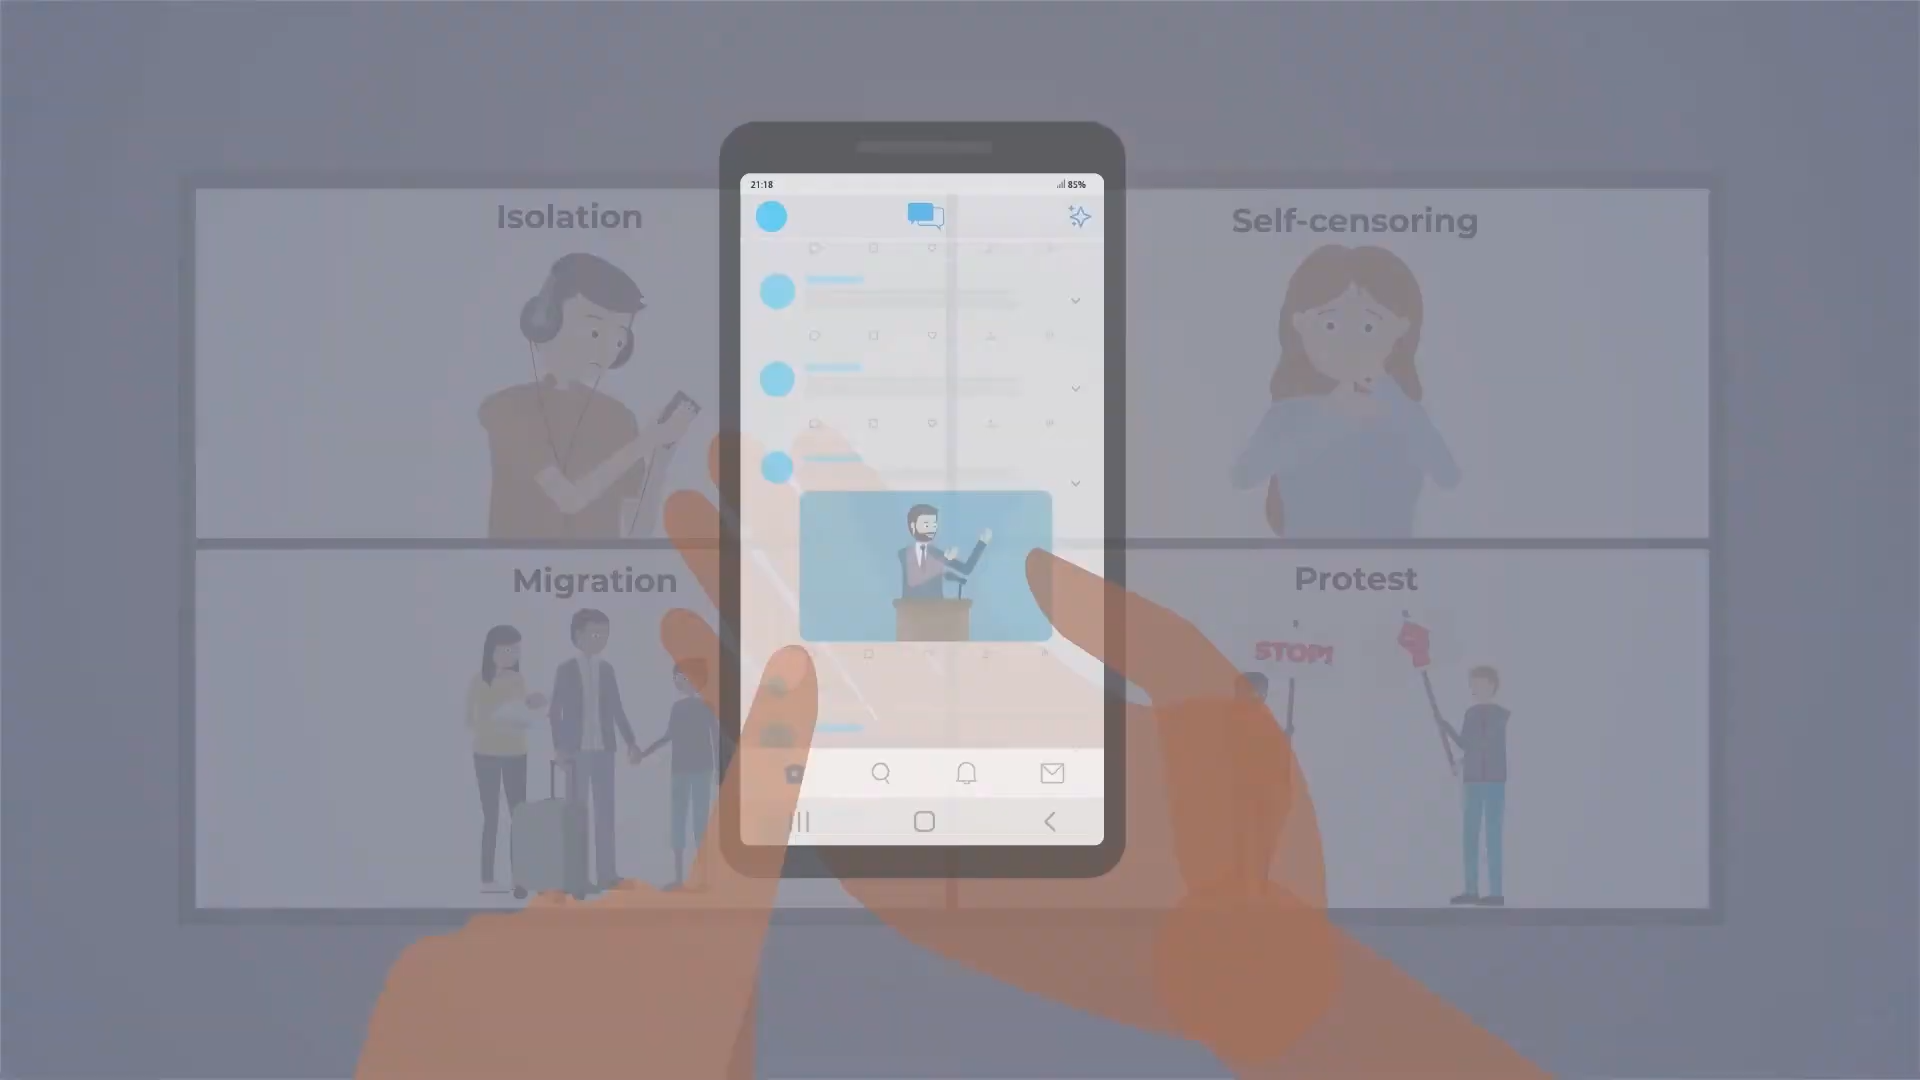 21:18 85%
Isolation
Self-censoring
Migration
Protest
STOP!